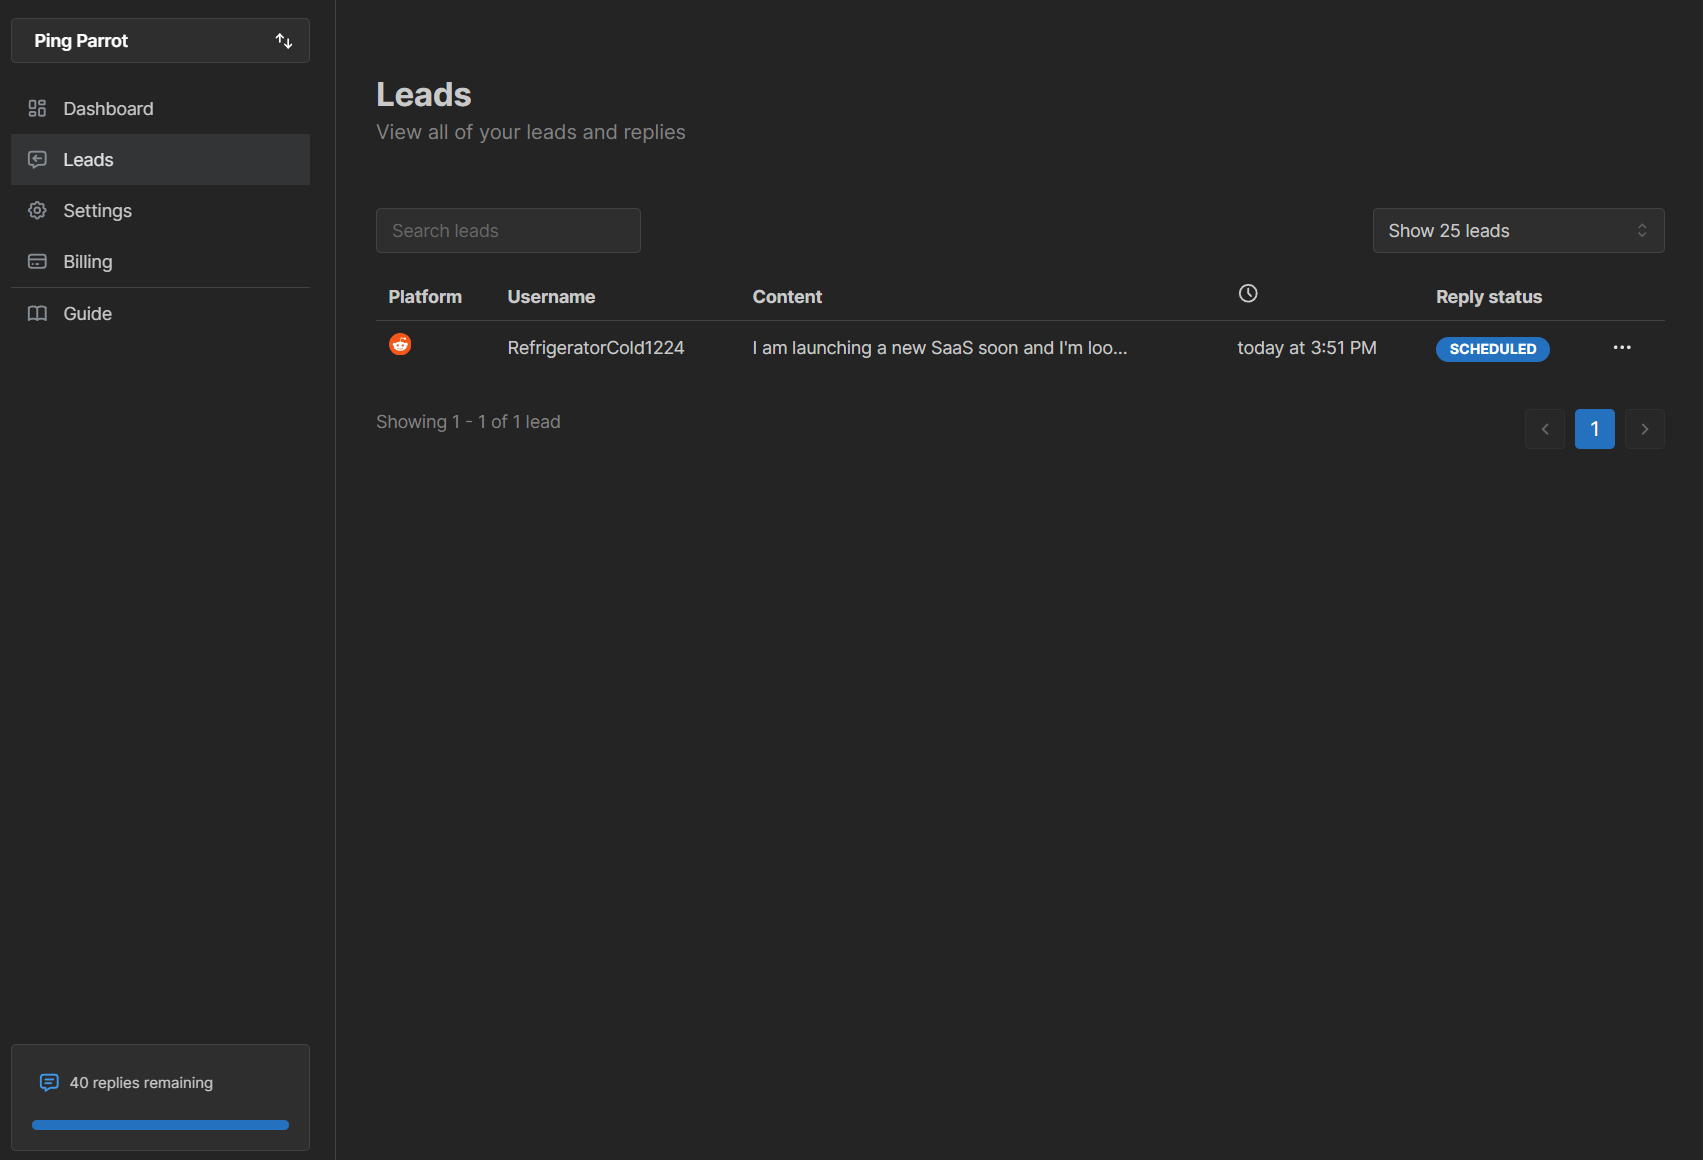 Ping Parrot
Dashboard
Leads
Settings
Billing
Guide
40 replies remaining
Leads
View all of your leads and replies
Search leads
Show 25 leads
Platform Username Content Reply status
RefrigeratorCold1224 I am launching a new SaaS soon and I'm loo... today at 3:51 PM SCHEDULED
Showing 1 - 1 of 1 lead
1